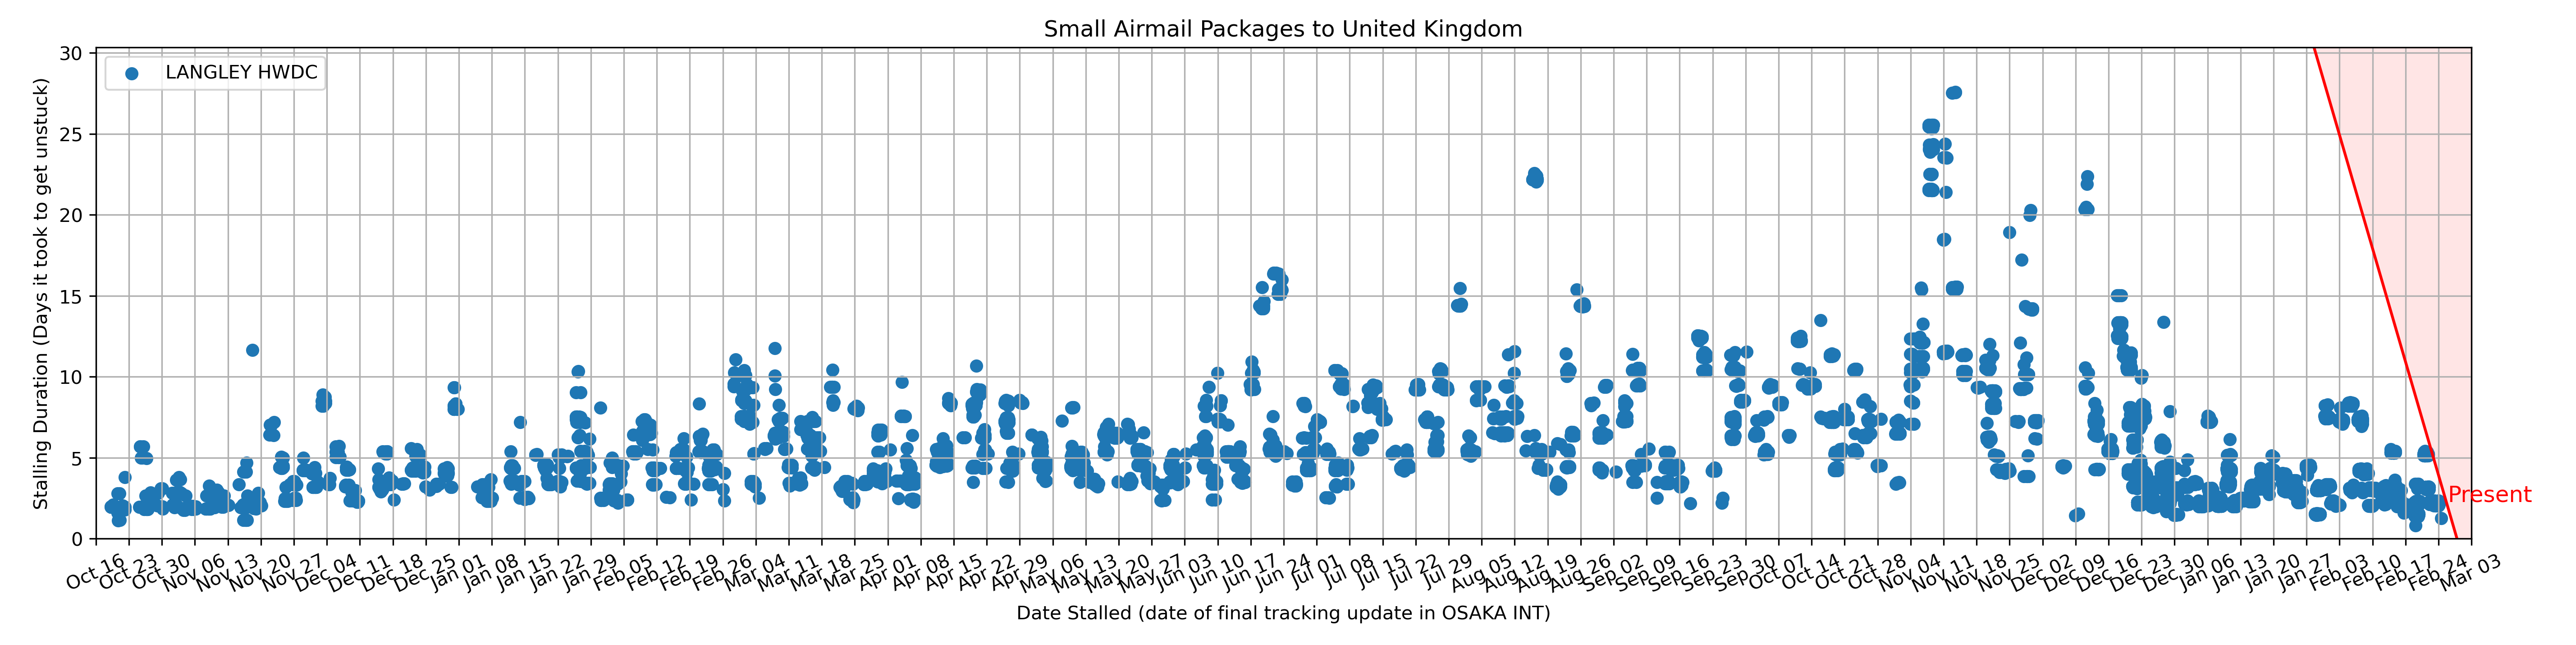 Small Airmail Packages to United Kingdom
LANGLEY HWDC
Stalling Duration (Days it took to get unstuck)
30
25
20
15
10
5
0
Present
Oct 16
Oct 23
Oct 30
Nov 06
Nov 13
Nov 20
Nov 27
Dec 04
Dec 11
Dec 18
Dec 25
Jan 01
Jan 08
Jan 15
Jan 22
Jan 29
Feb 05
Feb 12
Feb 19
Feb 26
Mar 04
Mar 11
Mar 18
Mar 25
Apr 01
Apr 08
Apr 15
Apr 22
Apr 29
May 06
May 13
May 20
May 27
Jun 03
Jun 10
Jun 17
Jun 24
Jul 01
Jul 08
Jul 15
Jul 22
Jul 29
Aug 05
Aug 12
Aug 19
Aug 26
Sep 02
Sep 09
Sep 16
Sep 23
Sep 30
Oct 07
Oct 14
Oct 21
Oct 28
Nov 04
Nov 11
Nov 18
Nov 25
Dec 02
Dec 09
Dec 16
Dec 23
Dec 30
Jan 06
Jan 13
Jan 20
Jan 27
Feb 03
Feb 10
Feb 17
Feb 24
Mar 03
Date Stalled (date of final tracking update in OSAKA INT)